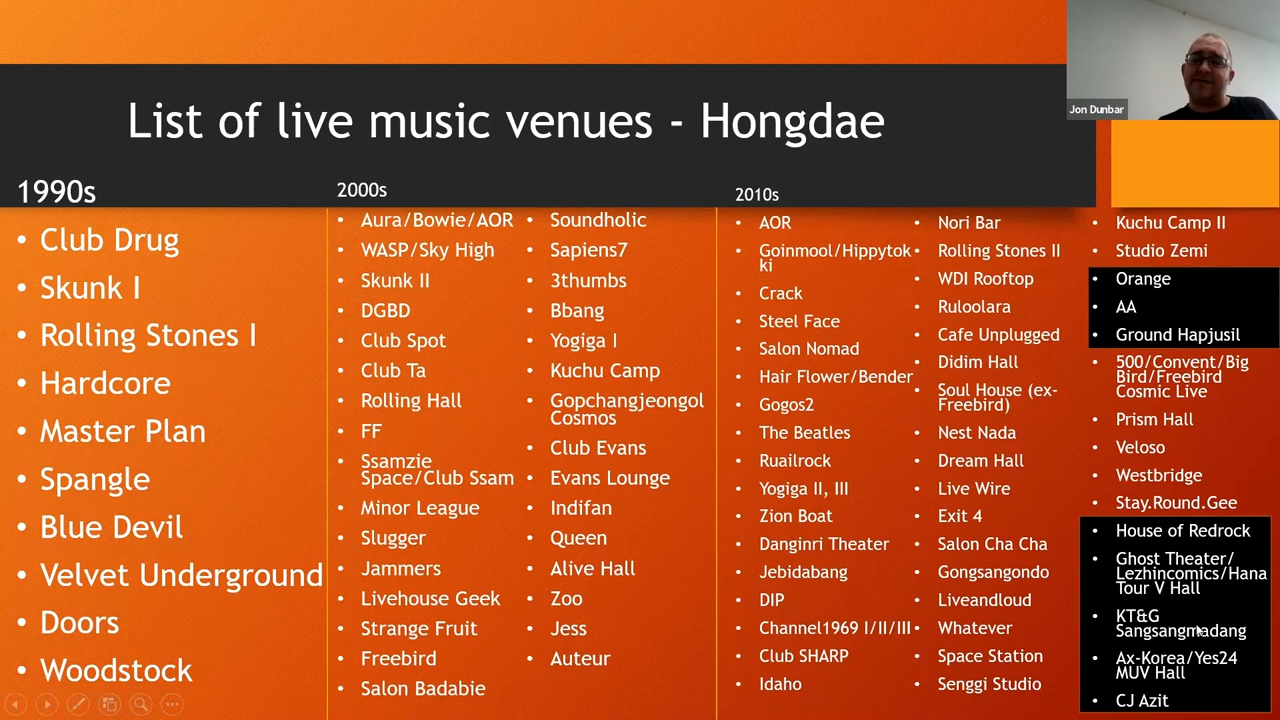 Jon Dunbar
List of live music venues - Hongdae
1990s
• Club Drug
• Skunk I
• Rolling Stones I
• Hardcore
• Master Plan
• Spangle
• Blue Devil
• Velvet Underground
• Doors
• Woodstock
2000s
• Aura/Bowie/AOR
• WASP/Sky High
• Skunk II
• DGBD
• Club Spot
• Club Ta
• Rolling Hall
• FF
• Ssamzie
Space/Club Ssam
• Minor League
• Slugger
• Jammers
• Livehouse Geek
• Strange Fruit
• Freebird
• Salon Badabie
• Soundholic
• Sapiens7
• 3thumbs
• Bbang
• Yogiga I
• Kuchu Camp
• Gopchangjeongol
Cosmos
• Club Evans
• Evans Lounge
• Indifan
• Queen
• Alive Hall
• Zoo
• Jess
• Auteur
2010s
• AOR
• Goinmool/Hippytok
ki
• Crack
• Steel Face
• Salon Nomad
• Hair Flower/Bender
• Gogos2
• The Beatles
• Ruailrock
• Yogiga II, III
• Zion Boat
• Danginri Theater
• Jebidabang
• DIP
• Channel1969 I/II/III
• Club SHARP
• Idaho
• Nori Bar
• Rolling Stones II
• WDI Rooftop
• Ruloolara
• Cafe Unplugged
• Didim Hall
• Soul House (ex-
Freebird)
• Nest Nada
• Dream Hall
• Live Wire
• Exit 4
• Salon Cha Cha
• Gongsangondo
• Liveandloud
• Whatever
• Space Station
• Senggi Studio
• Kuchu Camp II
• Studio Zemi
• Orange
• AA
• Ground Hapjusil
• 500/Convent/Big
Bird/Freebird
Cosmic Live
• Prism Hall
• Veloso
• Westbridge
• Stay.Round.Gee
• House of Redrock
• Ghost Theater/
Lezhincomics/Hana
Tour V Hall
• KT&G
Sangsangmadang
• Ax-Korea/Yes24
MUV Hall
• CJ Azit